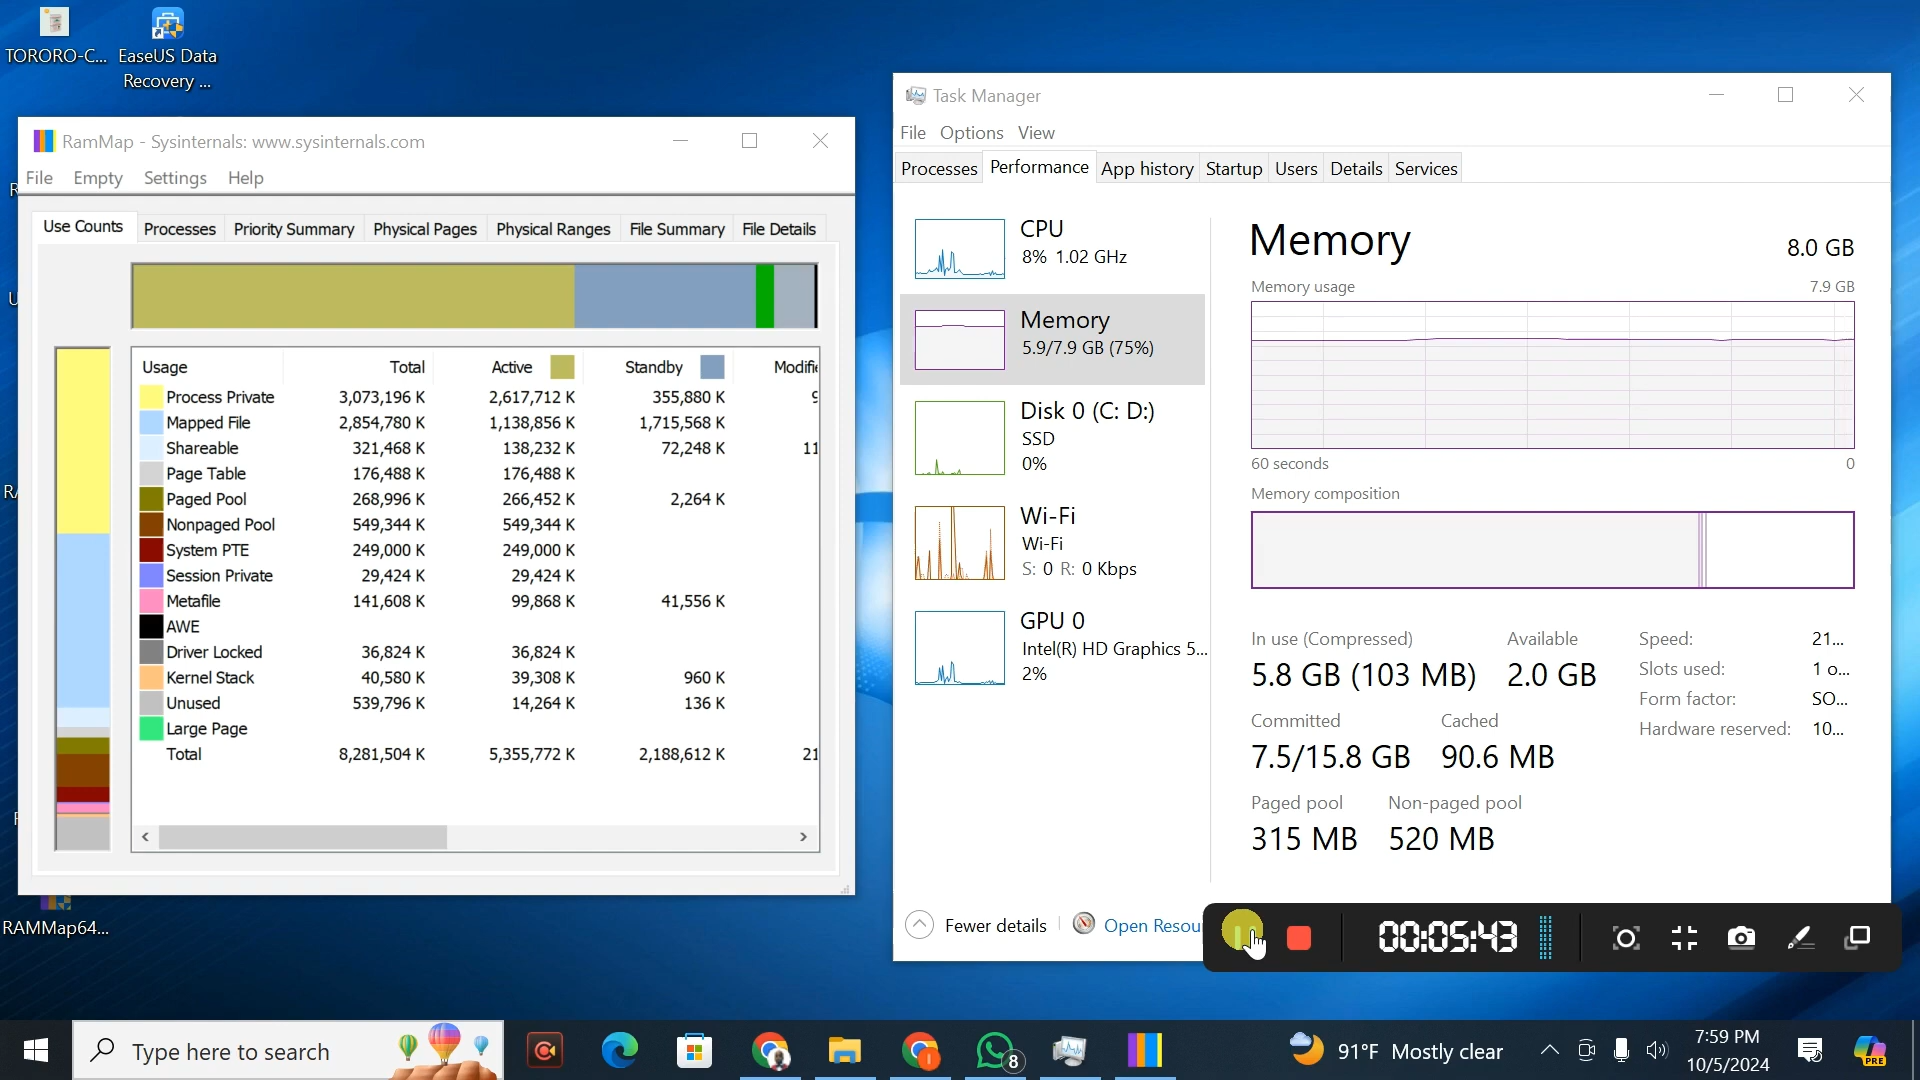 TORORO-C...
EaseUS Data
Recovery ...
RamMap - Sysinternals: www.sysinternals.com
File Empty Settings Help
Use Counts Processes Priority Summary Physical Pages Physical Ranges File Summary File Details
Usage Total Active Standby Modifie
Process Private 3,073,196 K 2,617,712 K 355,880 K
Mapped File 2,854,780 K 1,138,856 K 1,715,568 K
Shareable 321,468 K 138,232 K 72,248 K 11
Page Table 176,488 K 176,488 K
Paged Pool 268,996 K 266,452 K 2,264 K
Nonpaged Pool 549,344 K 549,344 K
System PTE 249,000 K 249,000 K
Session Private 29,424 K 29,424 K
Metafile 141,608 K 99,868 K 41,556 K
AWE
Driver Locked 36,824 K 36,824 K
Kernel Stack 40,580 K 39,308 K 960 K
Unused 539,796 K 14,264 K 136 K
Large Page
Total 8,281,504 K 5,355,772 K 2,188,612 K 21
RAMMap64...
Task Manager
File Options View
Processes Performance App history Startup Users Details Services
CPU
8% 1.02 GHz
Memory
5.9/7.9 GB (75%)
Disk 0 (C: D:)
SSD
0%
Wi-Fi
Wi-Fi
S: 0 R: 0 Kbps
GPU 0
Intel(R) HD Graphics 5...
2%
Memory 8.0 GB
Memory usage 7.9 GB
60 seconds 0
Memory composition
In use (Compressed) Available
5.8 GB (103 MB) 2.0 GB
Committed Cached
7.5/15.8 GB 90.6 MB
Paged pool Non-paged pool
315 MB 520 MB
Speed: 21...
Slots used: 1 o...
Form factor: SO...
Hardware reserved: 10...
Fewer details Open Resou
00:05:43
Type here to search
8
91°F Mostly clear
7:59 PM
10/5/2024
PRE